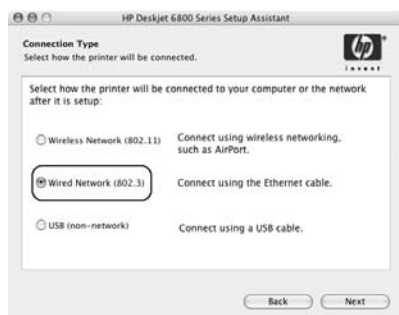 HP Deskjet 6800 Series Setup Assistant
Connection Type
Select how the printer will be connected.
hp
invent
Select how the printer will be connected to your computer or the network
after it is setup:
Wireless Network (802.11)
Connect using wireless networking,
such as AirPort.
Wired Network (802.3)
Connect using the Ethernet cable.
USB (non-network)
Connect using a USB cable.
Back
Next